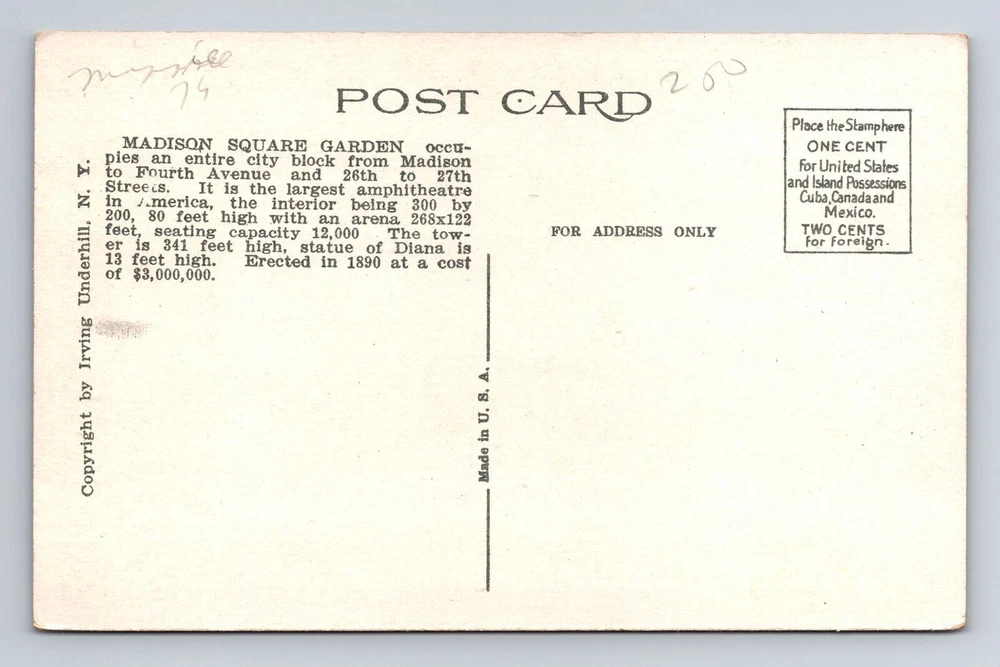 74
200
POST CARD
MADISON SQUARE GARDEN occu-
pies an entire city block from Madison
to Fourth Avenue and 26th to 27th
Streets. It is the largest amphitheatre
in America, the interior being 300 by
200, 80 feet high with an arena 268x122
feet, seating capacity 12,000 The tow-
er is 341 feet high, statue of Diana is
13 feet high. Erected in 1890 at a cost
of $3,000,000.
Copyright by Irving Underhill, N. Y.
Made in U. S. A.
FOR ADDRESS ONLY
Place the Stamp here
ONE CENT
For United States
and Island Possessions
Cuba, Canada and
Mexico.
TWO CENTS
for Foreign.